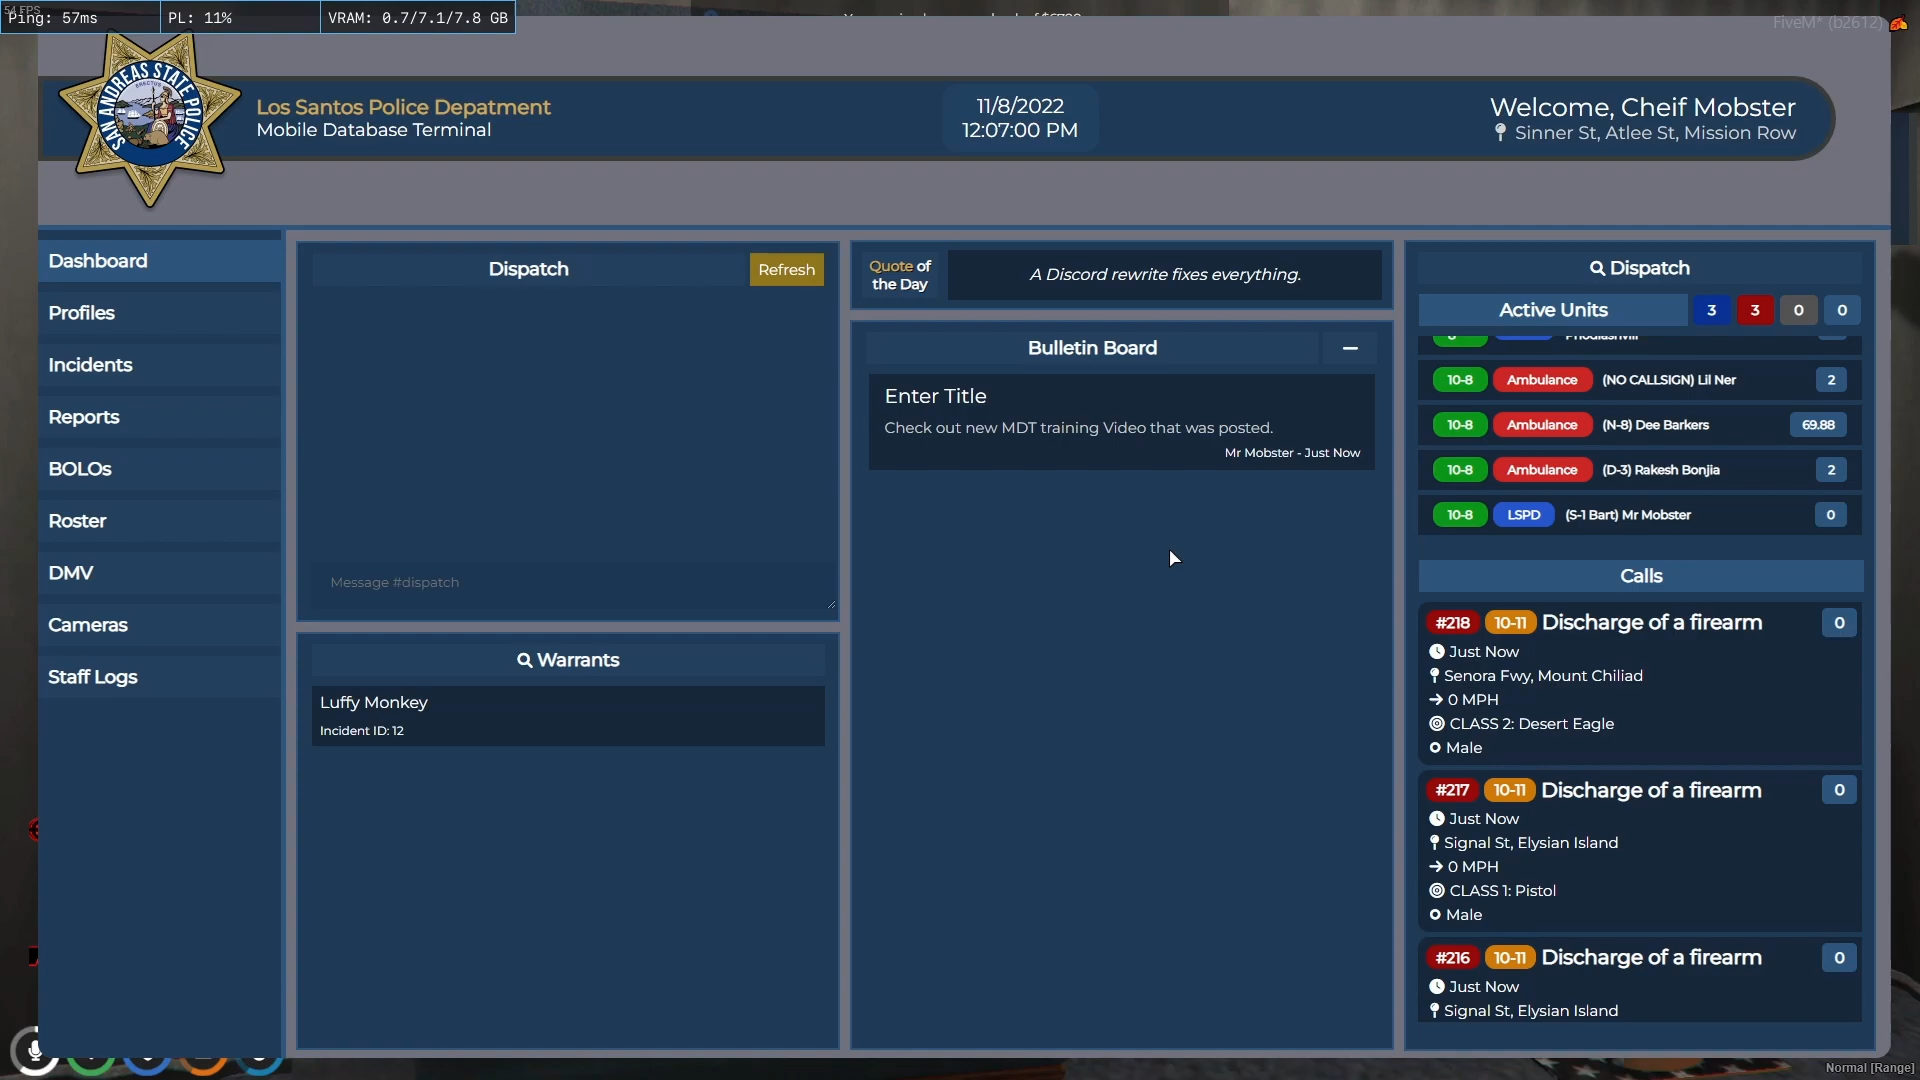 54 FPS
Ping: 57ms
PL: 11%
VRAM: 0.7/7.1/7.8 GB
FiveM* (b2612)
SAN ANDREAS STATE POLICE
Los Santos Police Depatment
Mobile Database Terminal
11/8/2022
12:07:00 PM
Welcome, Cheif Mobster
Sinner St, Atlee St, Mission Row
Dashboard
Profiles
Incidents
Reports
BOLOs
Roster
DMV
Cameras
Staff Logs
Dispatch
Refresh
Message #dispatch
Warrants
Luffy Monkey
Incident ID: 12
Quote of
the Day
A Discord rewrite fixes everything.
Bulletin Board
Enter Title
Check out new MDT training Video that was posted.
Mr Mobster - Just Now
Dispatch
Active Units 3 3 0 0
10-8 Ambulance (NO CALLSIGN) Lil Ner 2
10-8 Ambulance (N-8) Dee Barkers 69.88
10-8 Ambulance (D-3) Rakesh Bonjia 2
10-8 LSPD (S-1 Bart) Mr Mobster 0
Calls
#218 10-11 Discharge of a firearm 0
Just Now
Senora Fwy, Mount Chiliad
0 MPH
CLASS 2: Desert Eagle
Male
#217 10-11 Discharge of a firearm 0
Just Now
Signal St, Elysian Island
0 MPH
CLASS 1: Pistol
Male
#216 10-11 Discharge of a firearm 0
Just Now
Signal St, Elysian Island
Normal [Range]